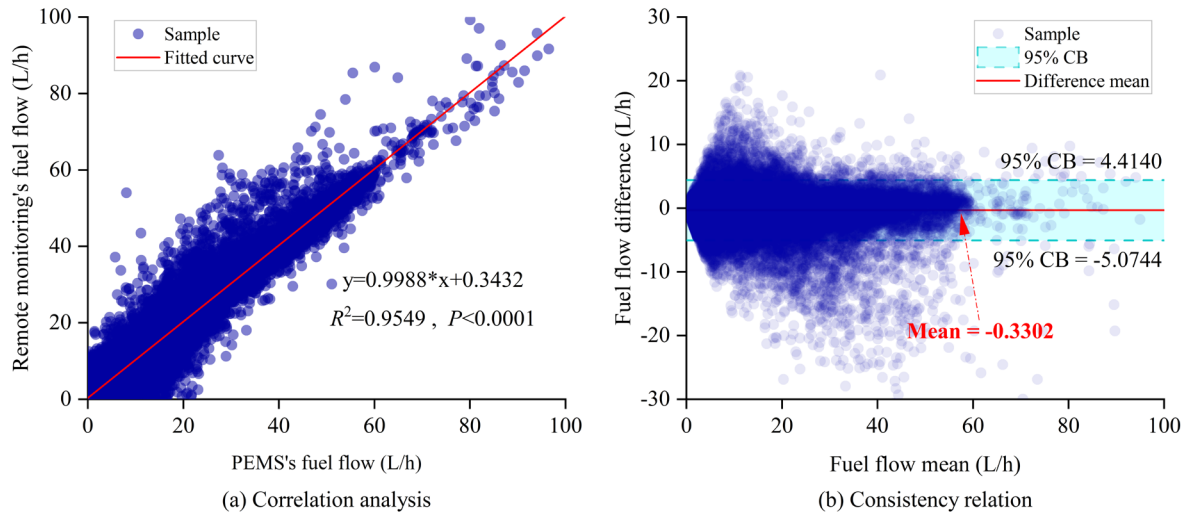 Remote monitoring's fuel flow (L/h)
100
80
60
40
20
0
Sample
Fitted curve
y=0.9988*x+0.3432
R²=0.9549 , P<0.0001
0 20 40 60 80 100
PEMS's fuel flow (L/h)
(a) Correlation analysis
Fuel flow difference (L/h)
30
20
10
0
-10
-20
-30
Sample
95% CB
Difference mean
95% CB = 4.4140
95% CB = -5.0744
Mean = -0.3302
0 20 40 60 80 100
Fuel flow mean (L/h)
(b) Consistency relation